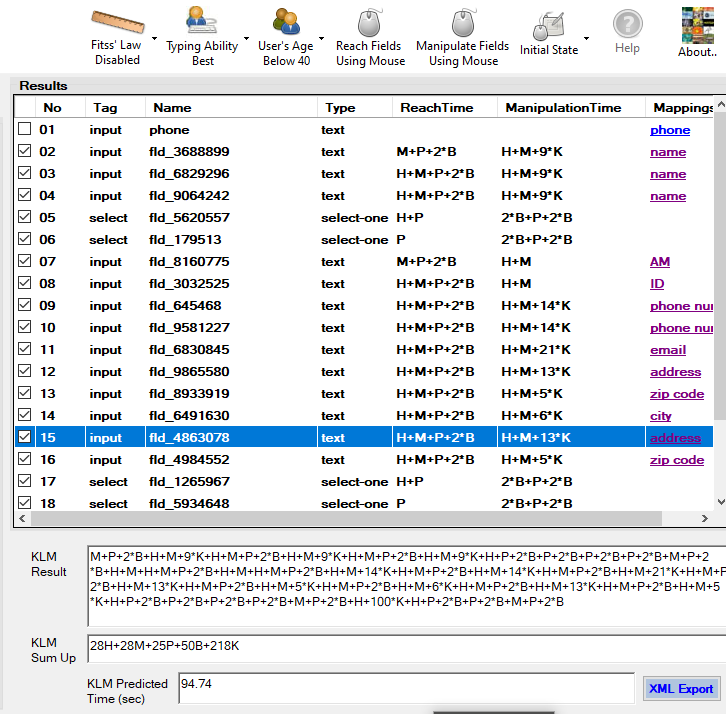 Fitss' Law Disabled
Typing Ability Best
User's Age Below 40
Reach Fields Using Mouse
Manipulate Fields Using Mouse
Initial State
Help
About..
Results
No Tag Name Type ReachTime ManipulationTime Mappings
01 input phone text phone
02 input fld_3688899 text M+P+2*B H+M+9*K name
03 input fld_6829296 text H+M+P+2*B H+M+9*K name
04 input fld_9064242 text H+M+P+2*B H+M+9*K name
05 select fld_5620557 select-one H+P 2*B+P+2*B
06 select fld_179513 select-one P 2*B+P+2*B
07 input fld_8160775 text M+P+2*B H+M AM
08 input fld_3032525 text H+M+P+2*B H+M ID
09 input fld_645468 text H+M+P+2*B H+M+14*K phone nu
10 input fld_9581227 text H+M+P+2*B H+M+14*K phone nu
11 input fld_6830845 text H+M+P+2*B H+M+21*K email
12 input fld_9865580 text H+M+P+2*B H+M+13*K address
13 input fld_8933919 text H+M+P+2*B H+M+5*K zip code
14 input fld_6491630 text H+M+P+2*B H+M+6*K city
15 input fld_4863078 text H+M+P+2*B H+M+13*K address
16 input fld_4984552 text H+M+P+2*B H+M+5*K zip code
17 select fld_1265967 select-one H+P 2*B+P+2*B
18 select fld_5934648 select-one P 2*B+P+2*B
KLM Result
M+P+2*B+H+M+9*K+H+M+P+2*B+H+M+9*K+H+M+P+2*B+H+M+9*K+H+P+2*B+P+2*B+P+2*B+P+2*B+M+P+2
*B+H+M+H+M+P+2*B+H+M+H+M+P+2*B+H+M+14*K+H+M+P+2*B+H+M+14*K+H+M+P+2*B+H+M+21*K+H+M+P
2*B+H+M+13*K+H+M+P+2*B+H+M+5*K+H+M+P+2*B+H+M+6*K+H+M+P+2*B+H+M+13*K+H+M+P+2*B+H+M+5
*K+H+P+2*B+P+2*B+P+2*B+P+2*B+M+P+2*B+H+100*K+H+P+2*B+P+2*B+M+P+2*B
KLM Sum Up
28H+28M+25P+50B+218K
KLM Predicted Time (sec)
94.74
XML Export